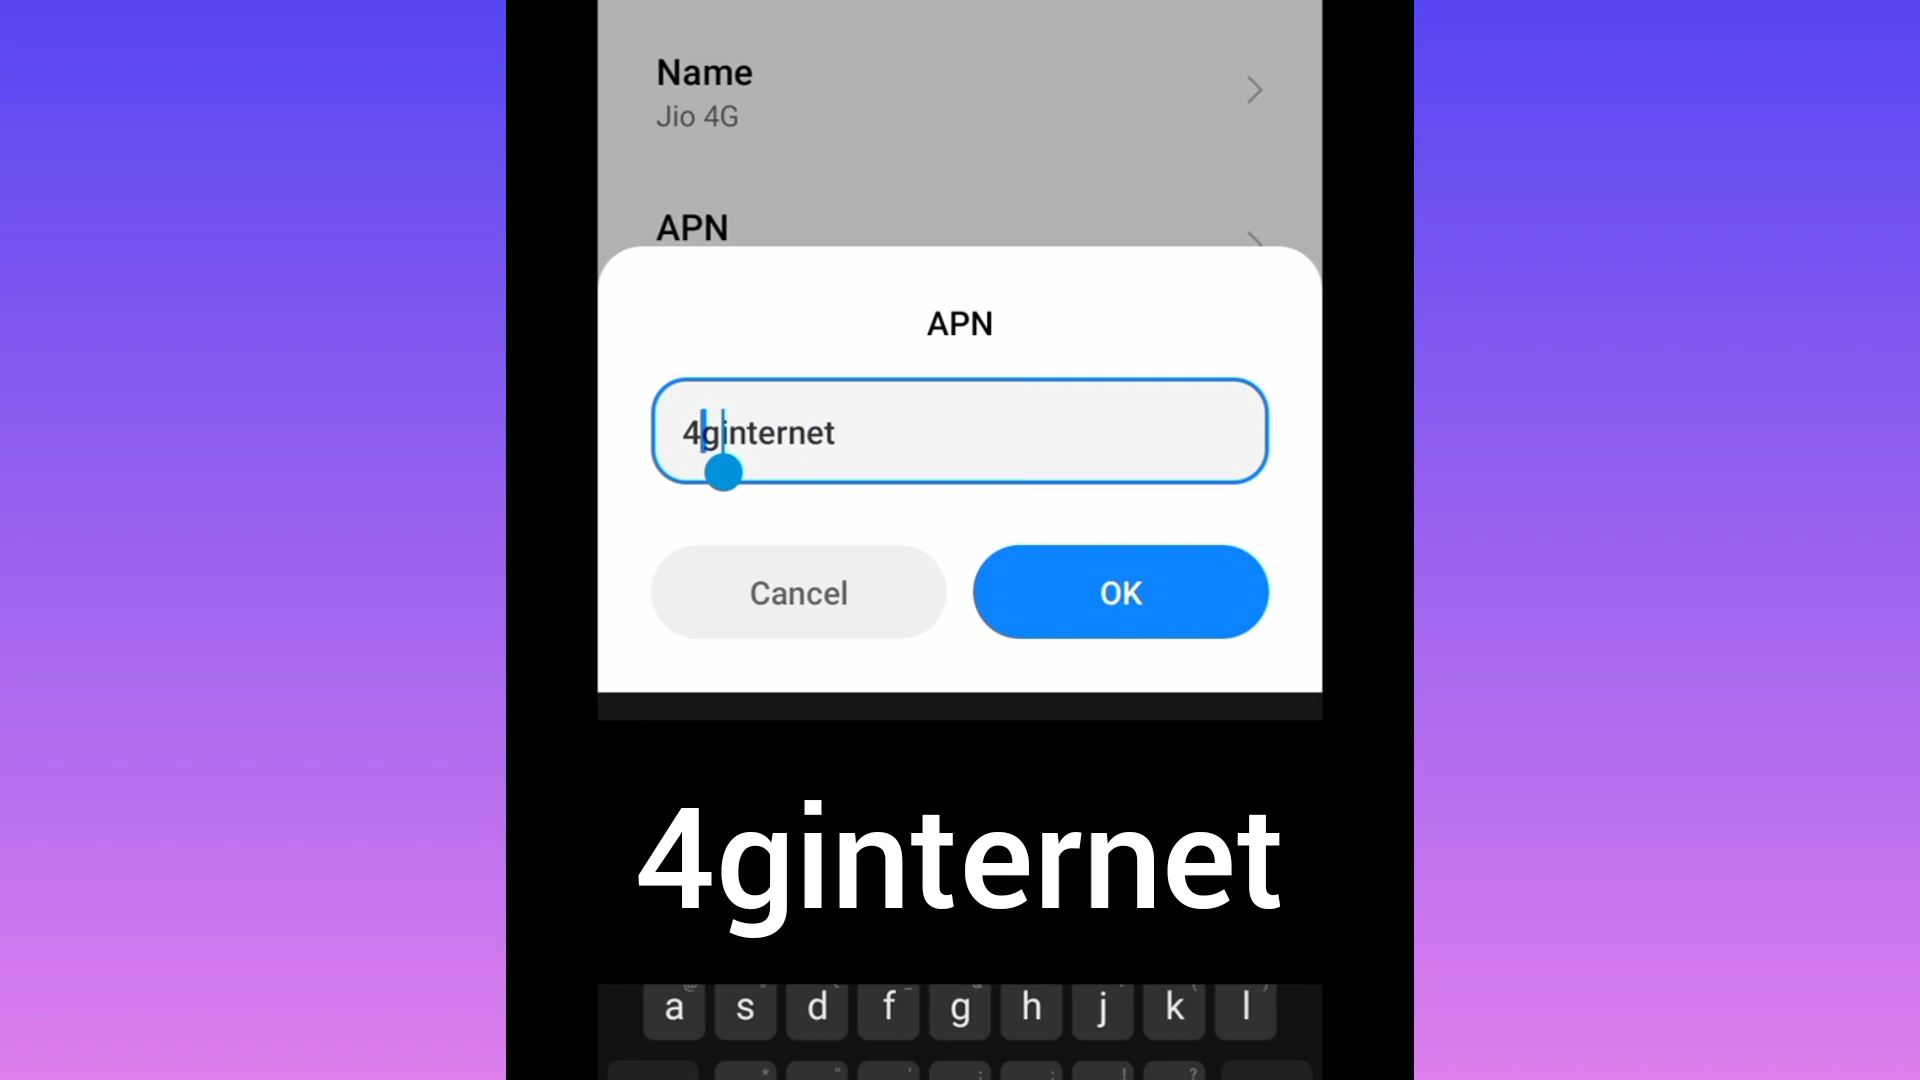 Name
Jio 4G
APN
APN
4ginternet
Cancel
OK
4ginternet
a s d f g h j k l